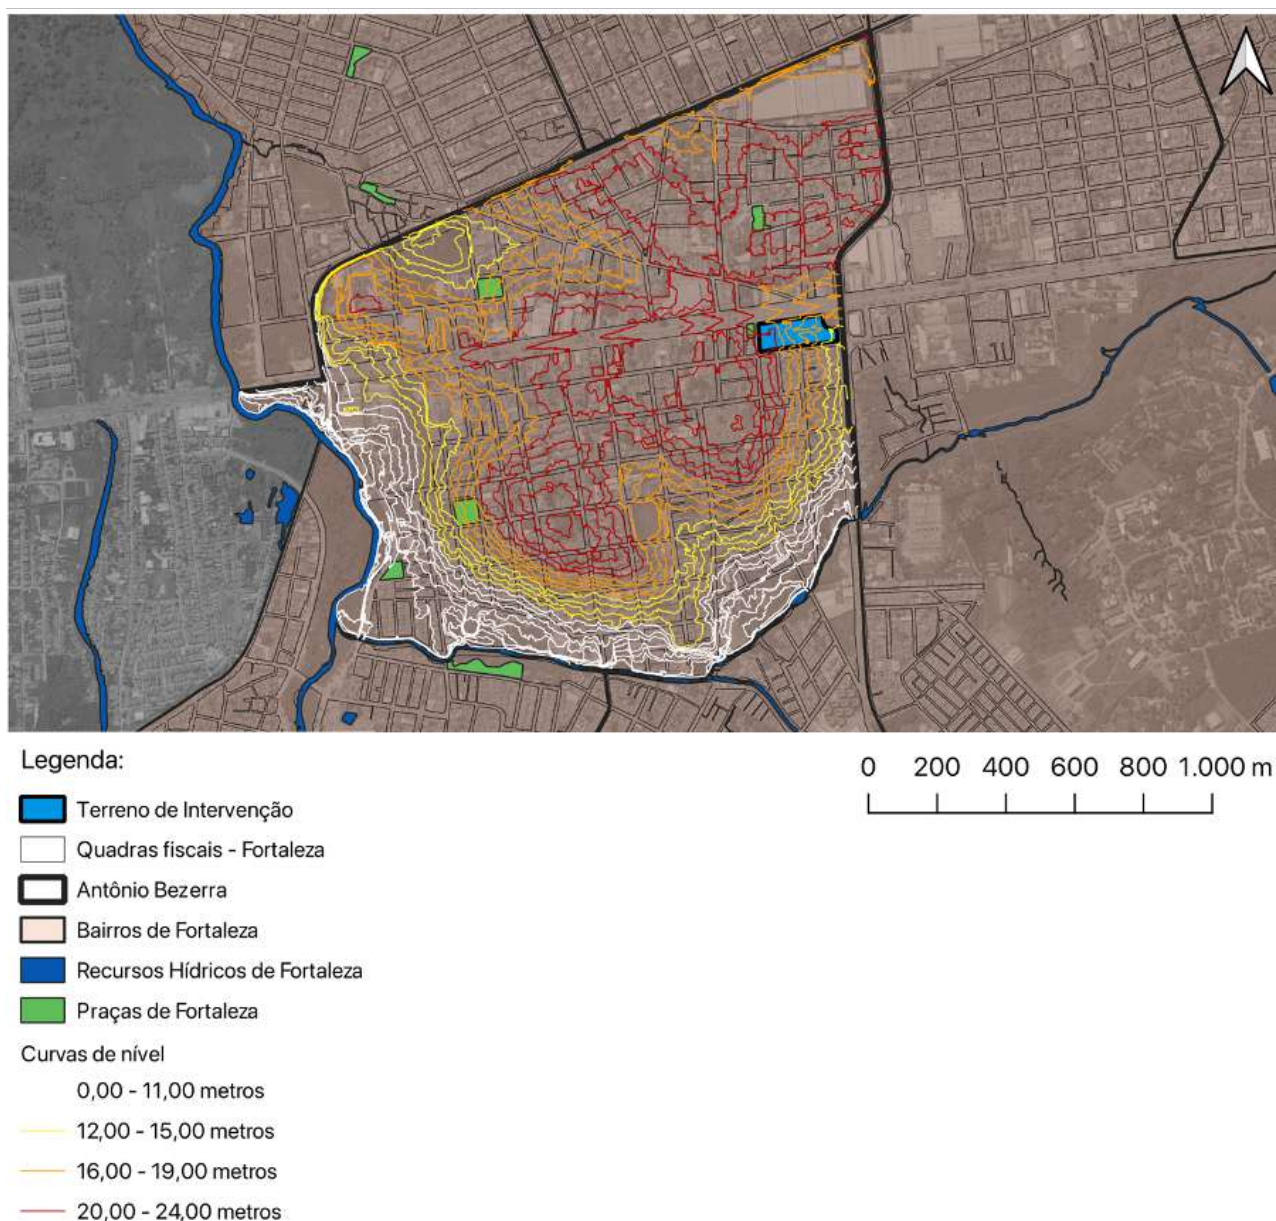 Legenda:
Terreno de Intervenção
Quadras fiscais - Fortaleza
Antônio Bezerra
Bairros de Fortaleza
Recursos Hídricos de Fortaleza
Praças de Fortaleza
Curvas de nível
0,00 - 11,00 metros
12,00 - 15,00 metros
16,00 - 19,00 metros
20,00 - 24,00 metros
0 200 400 600 800 1.000 m